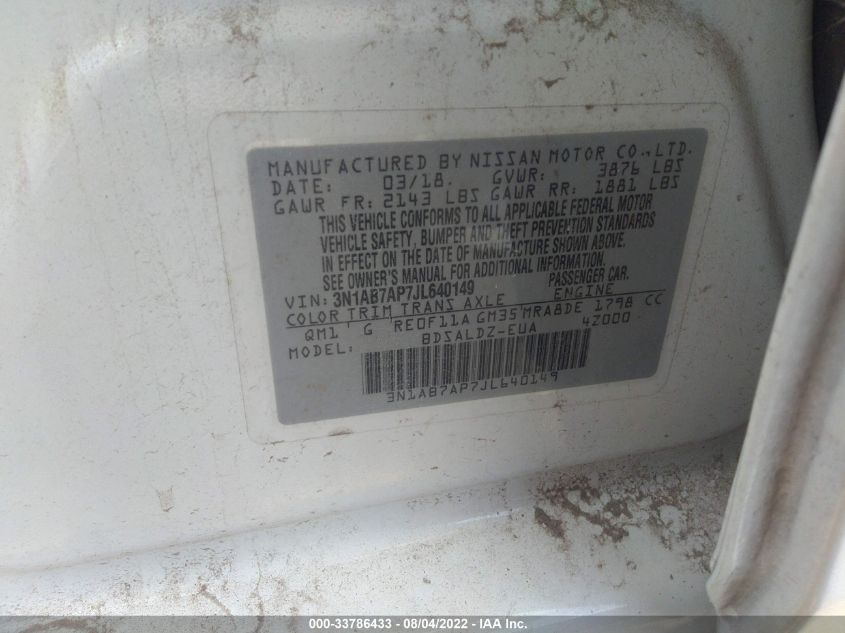 MANUFACTURED BY NISSAN MOTOR CO.,LTD.
DATE: 03/18. GVWR: 3876 LBS
GAWR FR: 2143 LBS GAWR RR: 1881 LBS
THIS VEHICLE CONFORMS TO ALL APPLICABLE FEDERAL MOTOR
VEHICLE SAFETY, BUMPER AND THEFT PREVENTION STANDARDS
IN EFFECT ON THE DATE OF MANUFACTURE SHOWN ABOVE.
SEE OWNER'S MANUAL FOR ADDITIONAL INFORMATION.
VIN: 3N1AB7AP7JL640149 PASSENGER CAR.
COLOR TRIM TRANS AXLE ENGINE
QM1 G RE0F11A GM35 MRA8DE 1798 CC
MODEL: BDSALDZ-EUA 4Z000
3N1AB7AP7JL640149
000-33786433 - 08/04/2022 - IAA Inc.